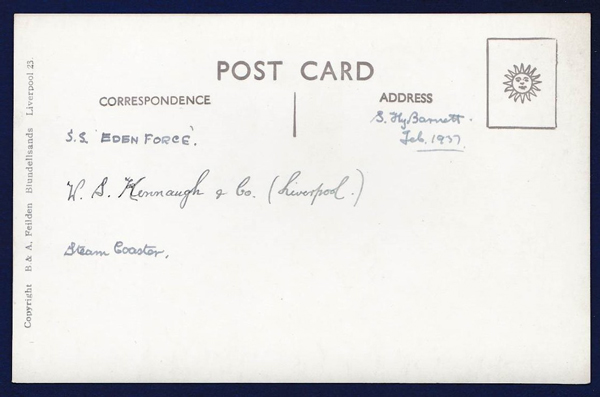 POST CARD
CORRESPONDENCE
ADDRESS
S. Hy. Barnett.
Feb. 1937.
S.S. "EDEN FORCE".
W. S. Kennaugh & Co. (Liverpool.)
Steam Coaster.
Copyright B. & A. Feilden Blundellsands Liverpool 23.